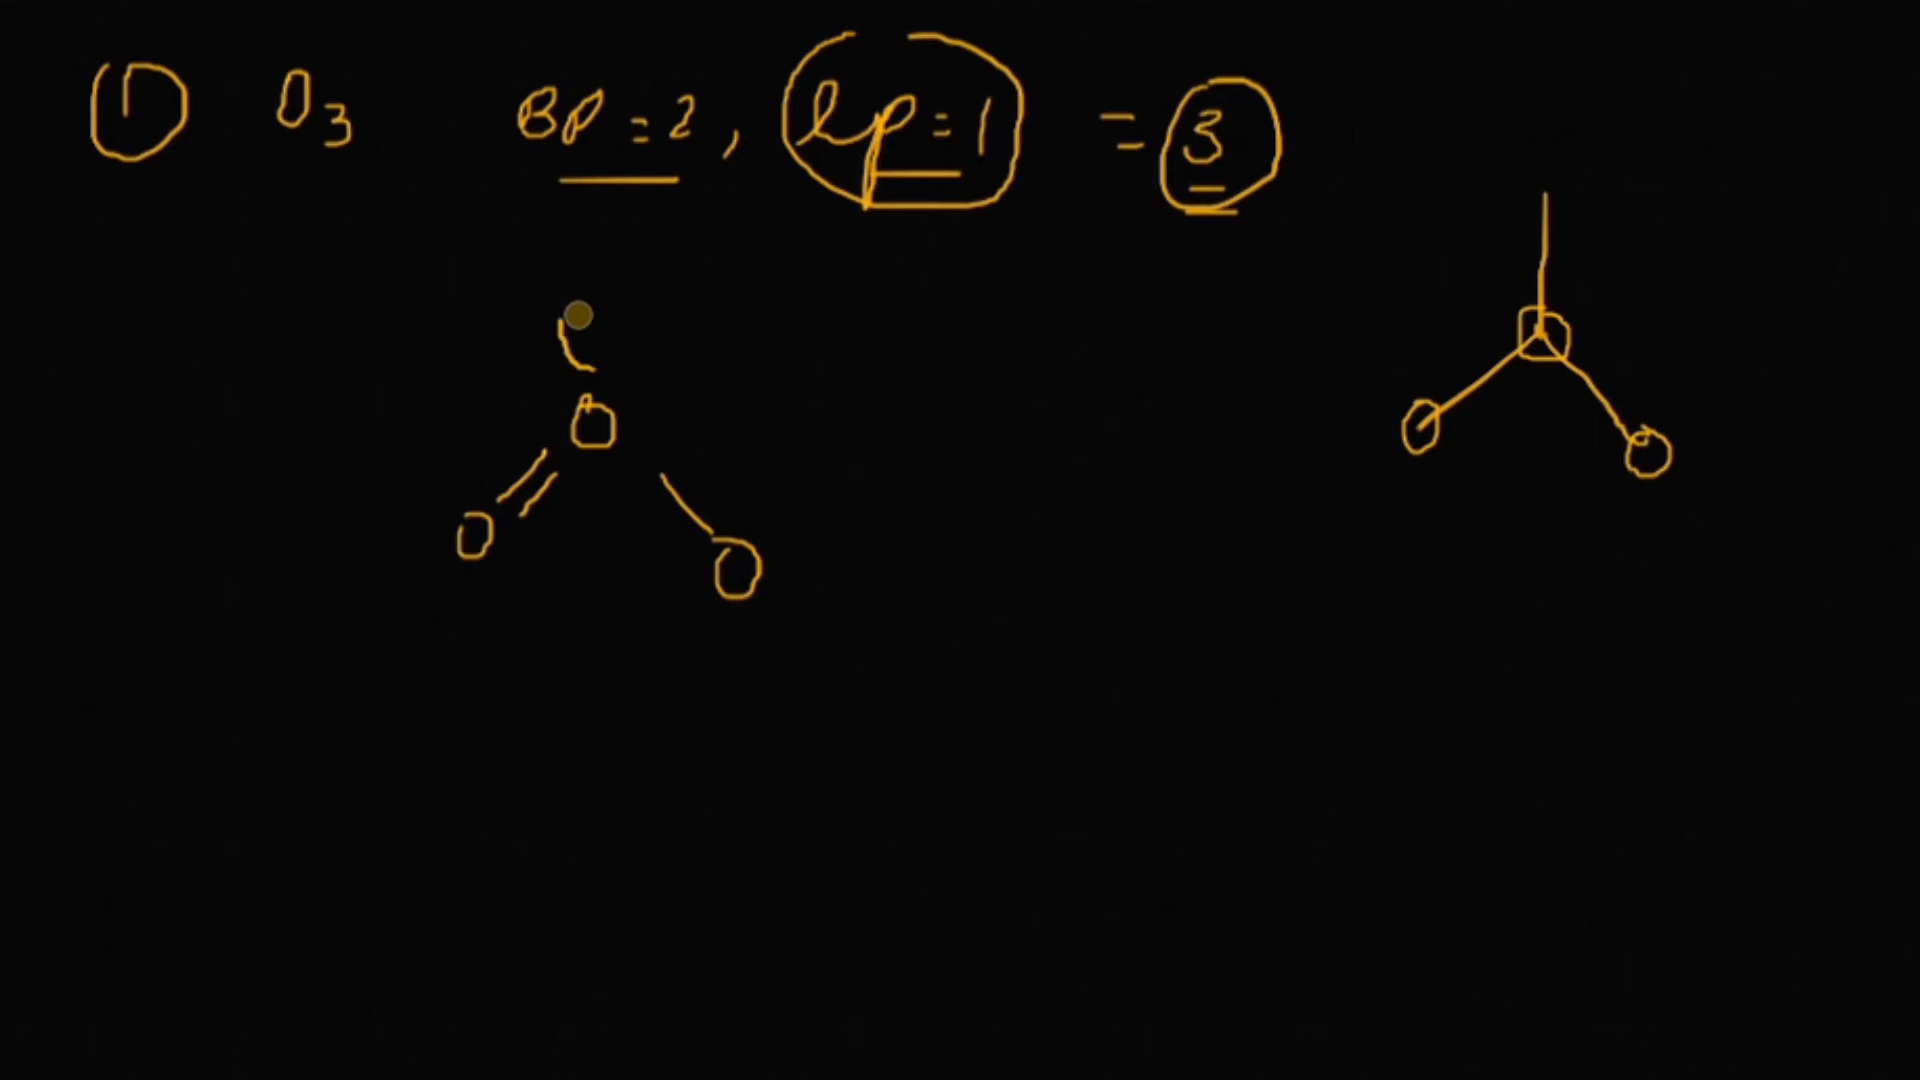 ① O3 BP = 2, lp = 1 = 3
O
O O